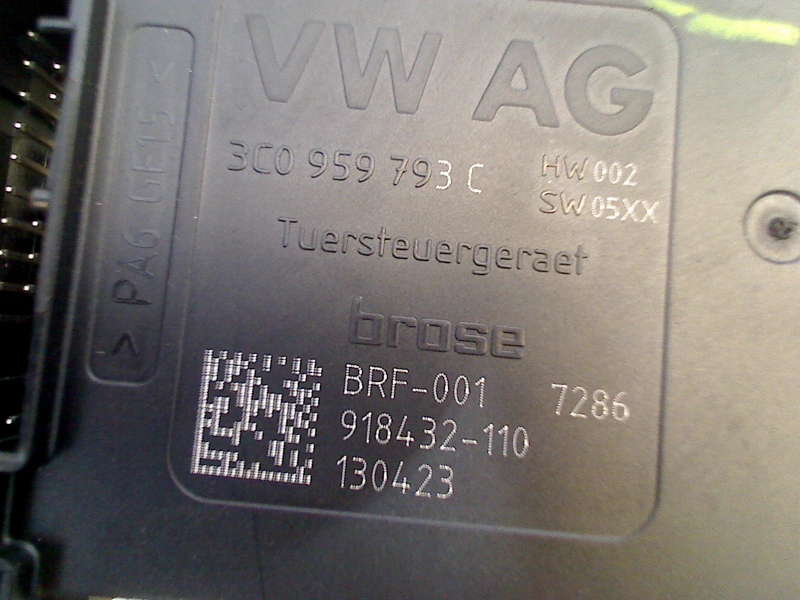 VW AG
3C0 959 793 C
HW 002
SW 05XX
Tuersteuergeraet
brose
BRF-001 7286
918432-110
130423
>PA6 GF15<